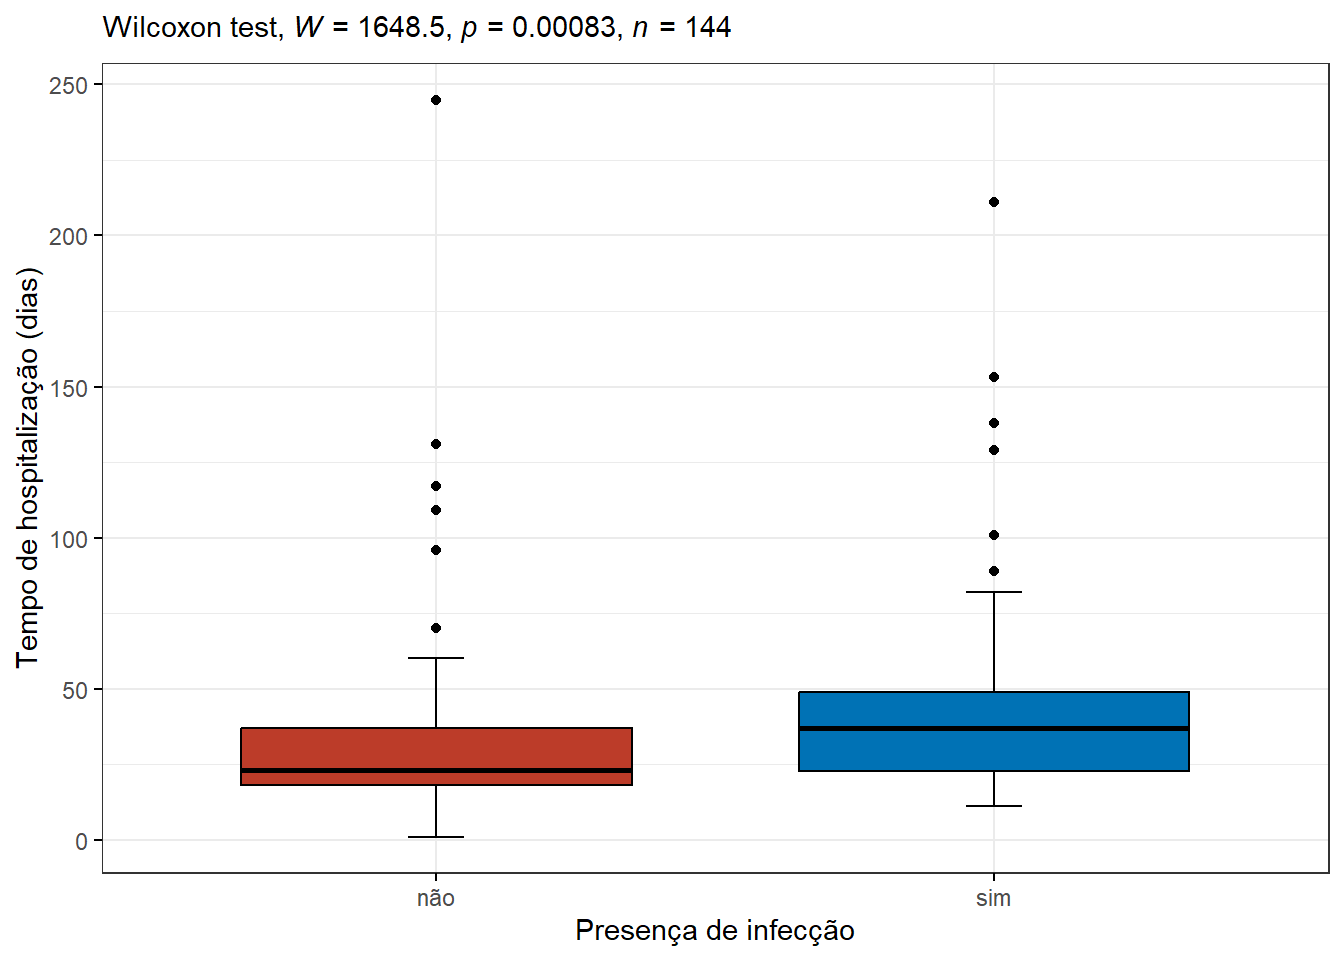 Wilcoxon test, W = 1648.5, p = 0.00083, n = 144
Tempo de hospitalização (dias)
250
200
150
100
50
0
não sim
Presença de infecção